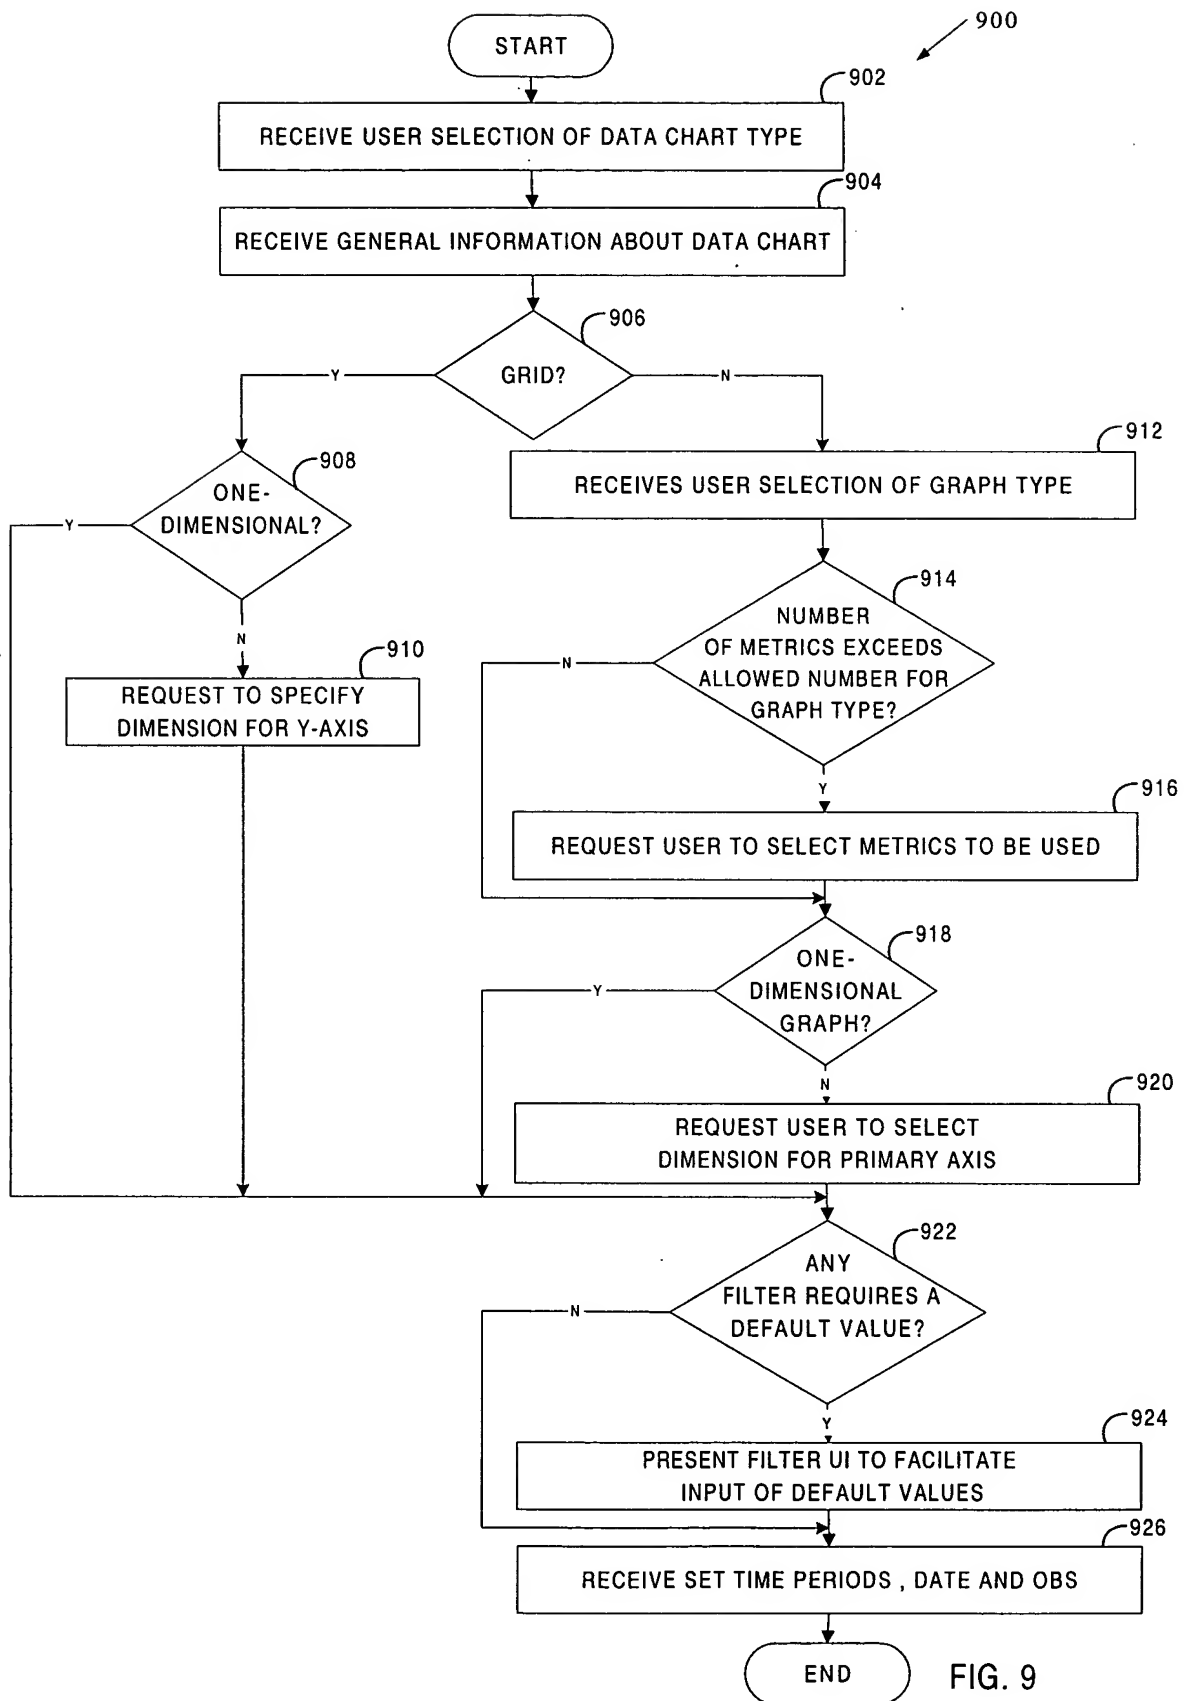 900
START
902
RECEIVE USER SELECTION OF DATA CHART TYPE
904
RECEIVE GENERAL INFORMATION ABOUT DATA CHART
906
GRID?
Y
N
908
ONE-
DIMENSIONAL?
Y
N
910
REQUEST TO SPECIFY
DIMENSION FOR Y-AXIS
912
RECEIVES USER SELECTION OF GRAPH TYPE
914
NUMBER
OF METRICS EXCEEDS
ALLOWED NUMBER FOR
GRAPH TYPE?
N
Y
916
REQUEST USER TO SELECT METRICS TO BE USED
918
ONE-
DIMENSIONAL
GRAPH?
Y
N
920
REQUEST USER TO SELECT
DIMENSION FOR PRIMARY AXIS
922
ANY
FILTER REQUIRES A
DEFAULT VALUE?
N
Y
924
PRESENT FILTER UI TO FACILITATE
INPUT OF DEFAULT VALUES
926
RECEIVE SET TIME PERIODS , DATE AND OBS
END
FIG. 9